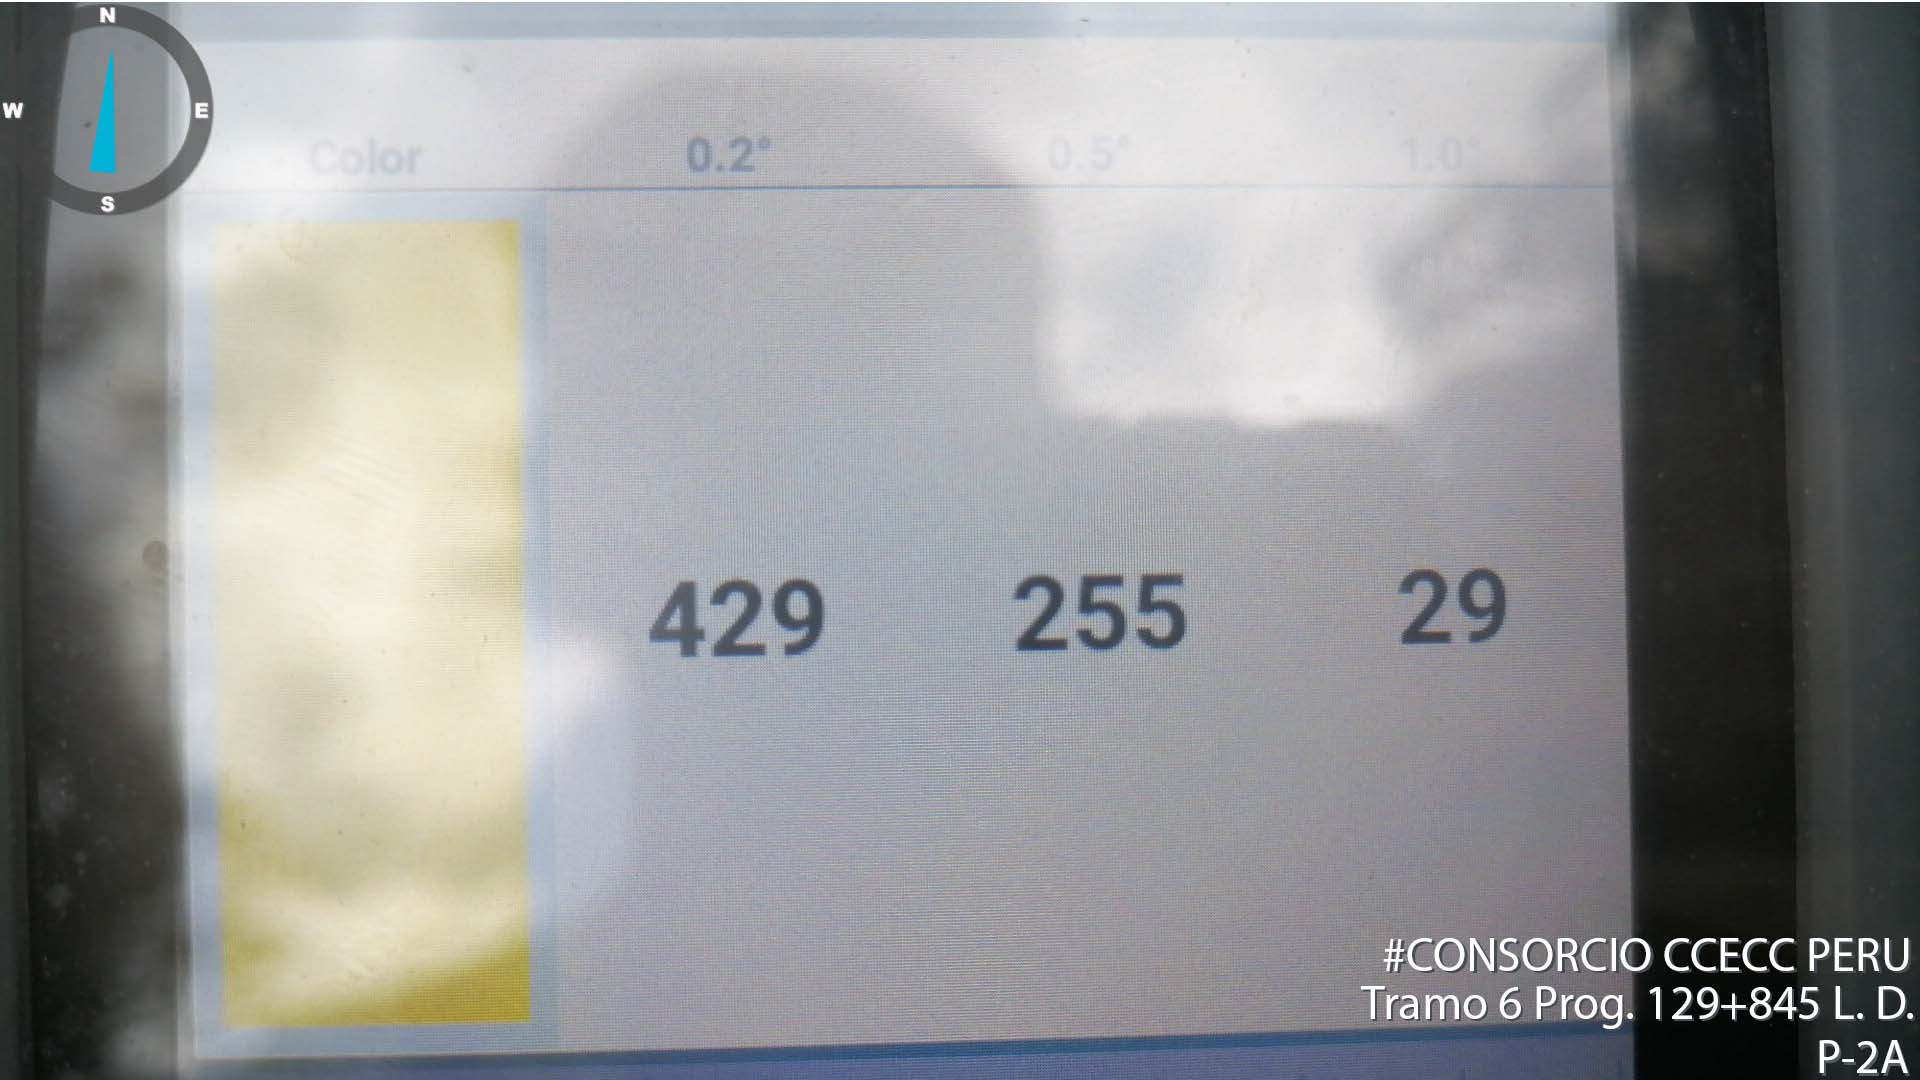 N
W E
S
Color 0.2° 0.5° 1.0°
429 255 29
#CONSORCIO CCECC PERU
Tramo 6 Prog. 129+845 L. D.
P-2A